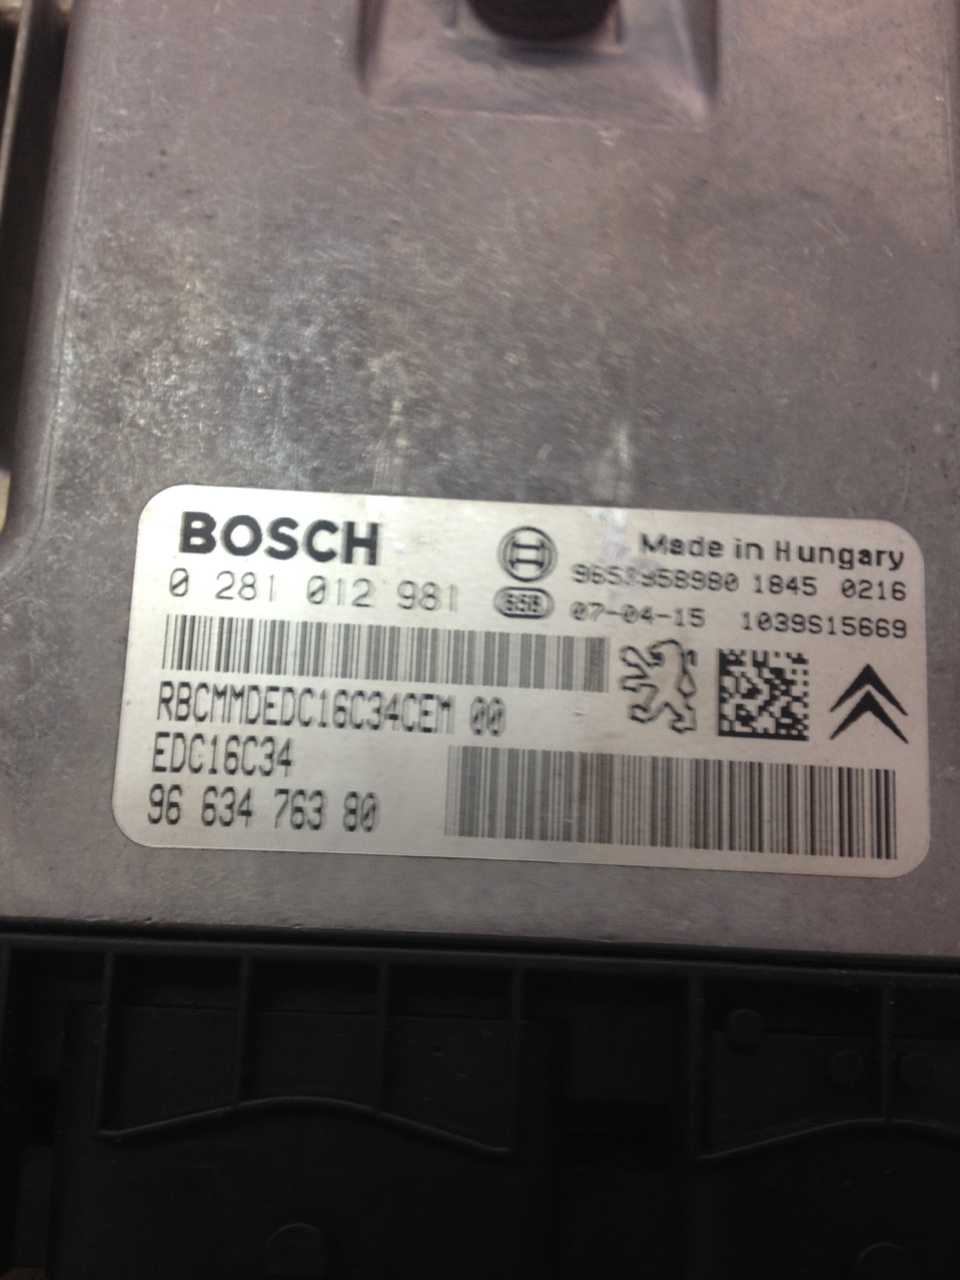 BOSCH
Made in Hungary
0 281 012 981
9653958980 1845 0216
658
07-04-15 1039S15669
RBCMMDEDC16C34CEM 00
EDC16C34
96 634 763 80